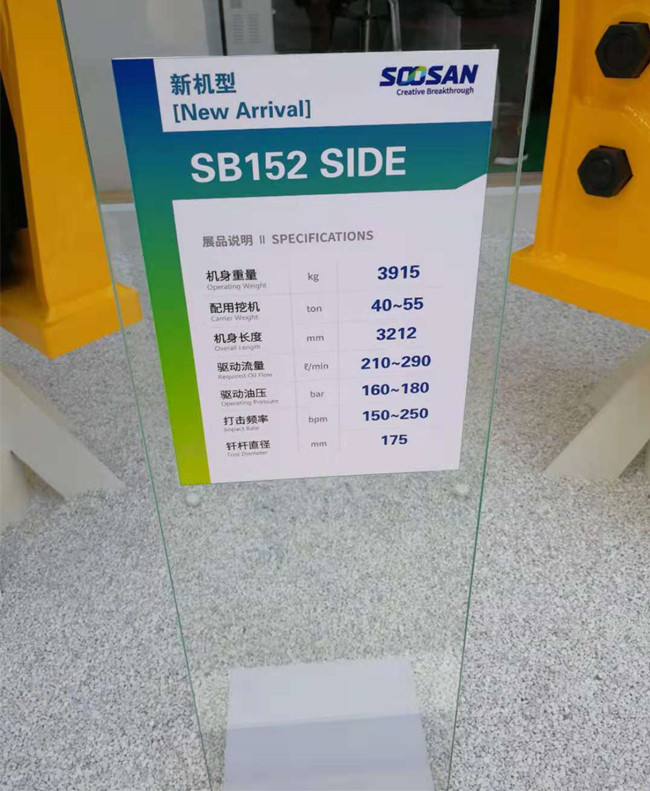 新机型
[New Arrival]
SOOSAN
Creative Breakthrough
SB152 SIDE
展品说明 II SPECIFICATIONS
机身重量 kg 3915
Operating Weight
配用挖机 ton 40~55
Carrier Weight
机身长度 mm 3212
Overall Length
驱动流量 ℓ/min 210~290
Required Oil Flow
驱动油压 bar 160~180
Operating Pressure
打击频率 bpm 150~250
Impact Rate
钎杆直径 mm 175
Tool Diameter